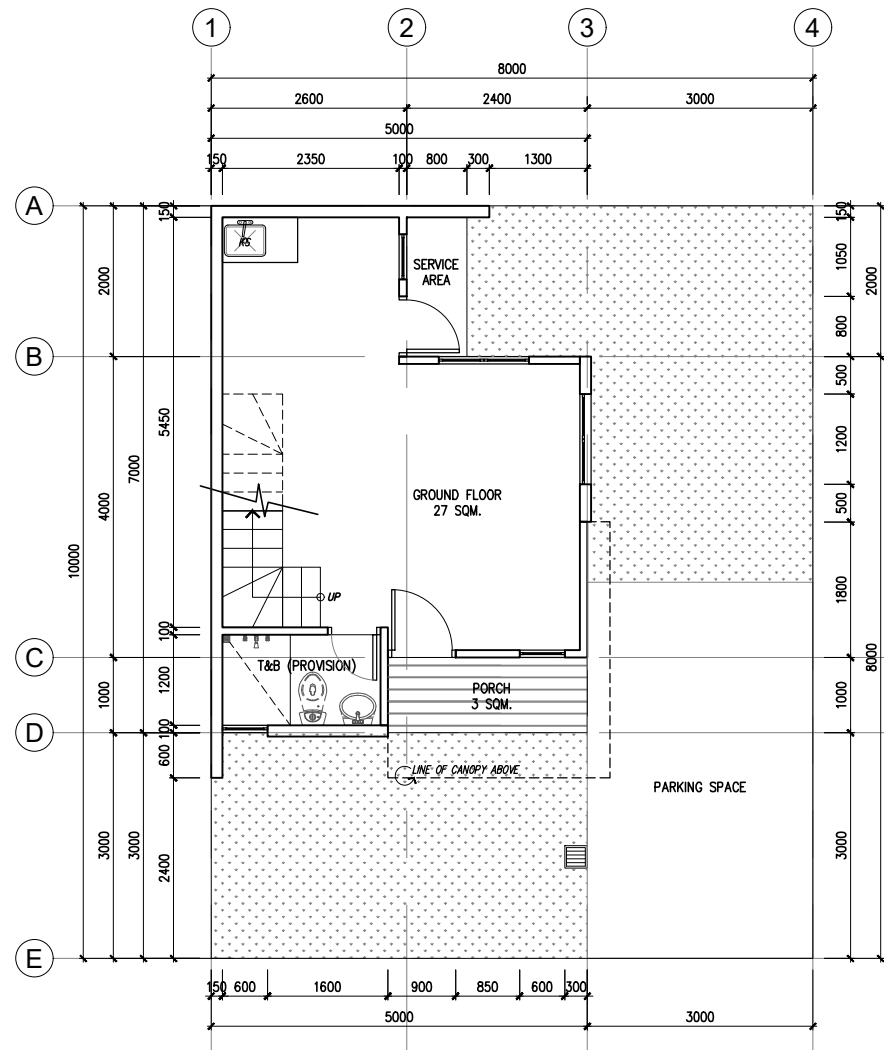 1 2 3 4
8000
2600 2400 3000
5000
150 2350 100 800 300 1300
A
B
C
D
E
10000
2000
4000
1000
3000
7000
3000
150
5450
100
1200
100
600
2400
KS
SERVICE
AREA
GROUND FLOOR
27 SQM.
UP
T&B (PROVISION)
PORCH
3 SQM.
LINE OF CANOPY ABOVE
PARKING SPACE
150
1050
800
500
1200
500
1800
1000
3000
2000
8000
150 600 1600 900 850 600 300
5000 3000